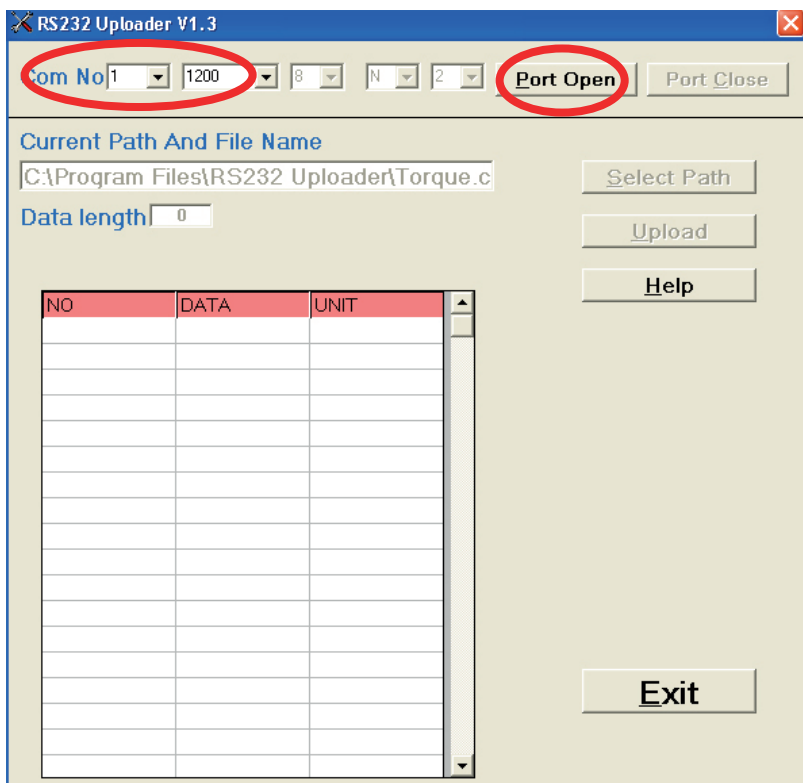 RS232 Uploader V1.3
Com No 1 1200 8 N 2 Port Open Port Close
Current Path And File Name
C:\Program Files\RS232 Uploader\Torque.c Select Path
Data length 0 Upload
Help
NO DATA UNIT
Exit